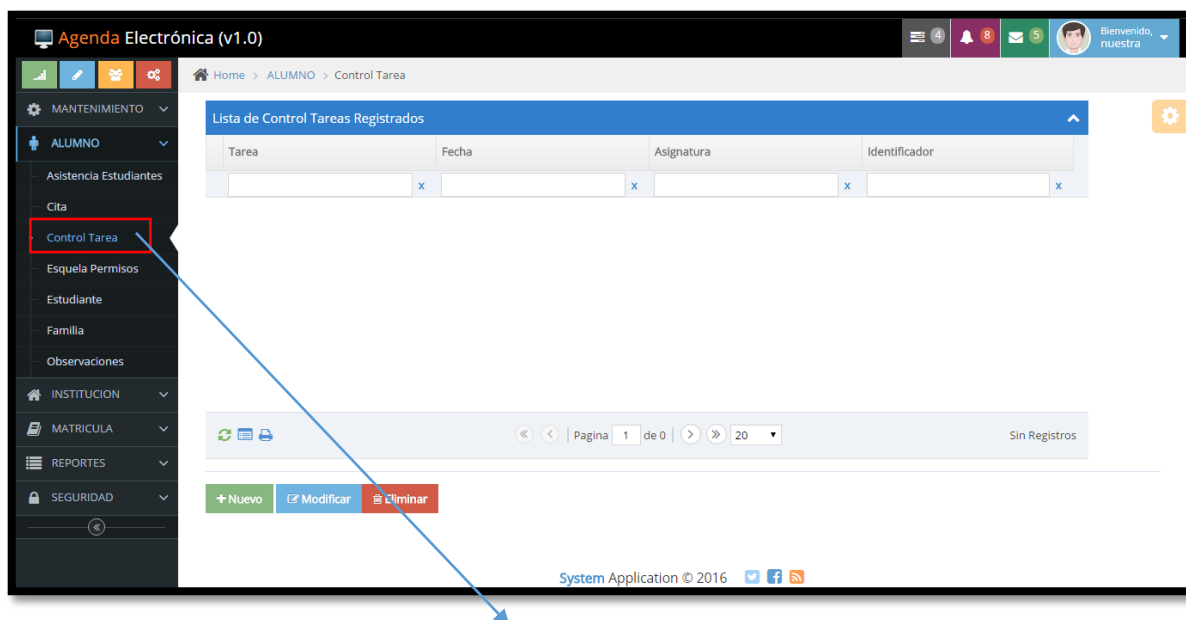 Agenda Electrónica (v1.0)
4 8 5 Bienvenido,
nuestra
Home > ALUMNO > Control Tarea
MANTENIMIENTO
ALUMNO
Asistencia Estudiantes
Cita
Control Tarea
Esquela Permisos
Estudiante
Familia
Observaciones
INSTITUCION
MATRICULA
REPORTES
SEGURIDAD
Lista de Control Tareas Registrados
Tarea Fecha Asignatura Identificador
x x x x
Pagina 1 de 0 20 Sin Registros
Nuevo Modificar Eliminar
System Application © 2016